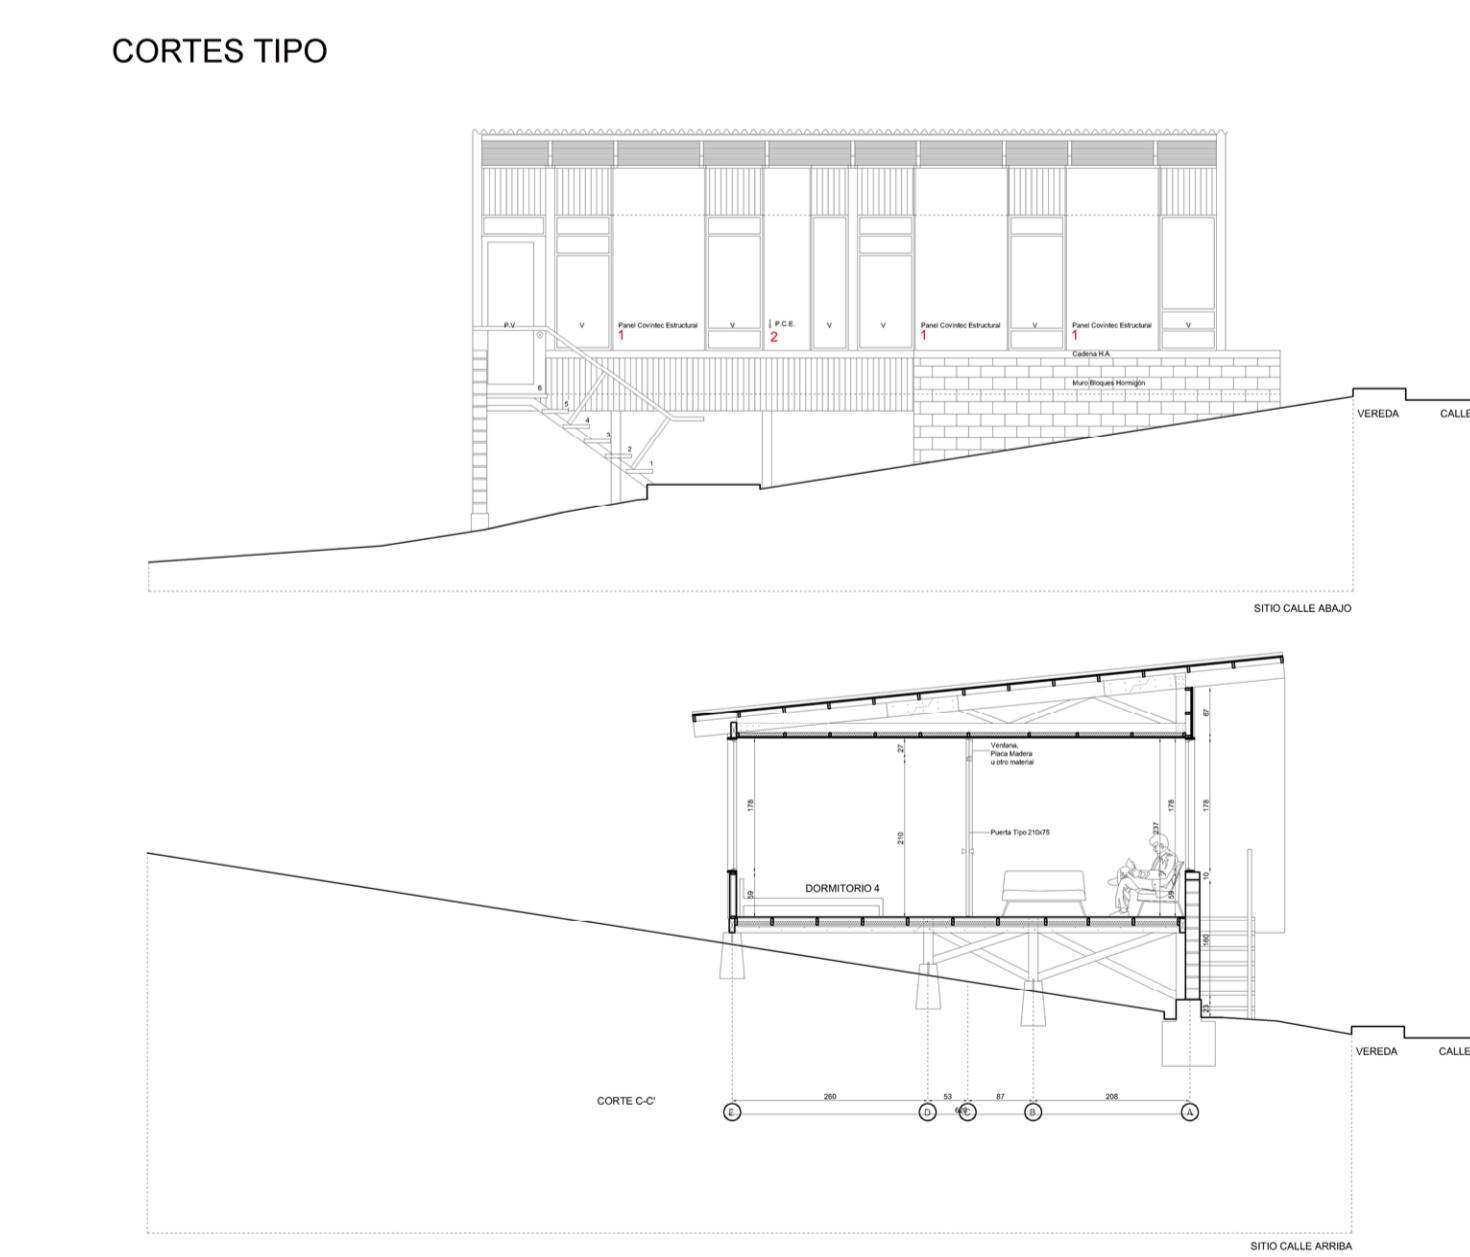 CORTES TIPO
P.V
V
Panel Covintec Estructural
1
V
P.C.E.
2
V
V
Panel Covintec Estructural
1
V
Panel Covintec Estructural
1
V
Cadena H.A.
Muro Bloques Hormigón
6
5
4
3
2
1
VEREDA
CALLE
SITIO CALLE ABAJO
67
27
Ventana,
Placa Madera
u otro material
178
178
178
210
237
Puerta Tipo 210x75
DORMITORIO 4
59
59
10
160
23
VEREDA
CALLE
CORTE C-C'
260
53
87
208
E
D
C
B
A
SITIO CALLE ARRIBA